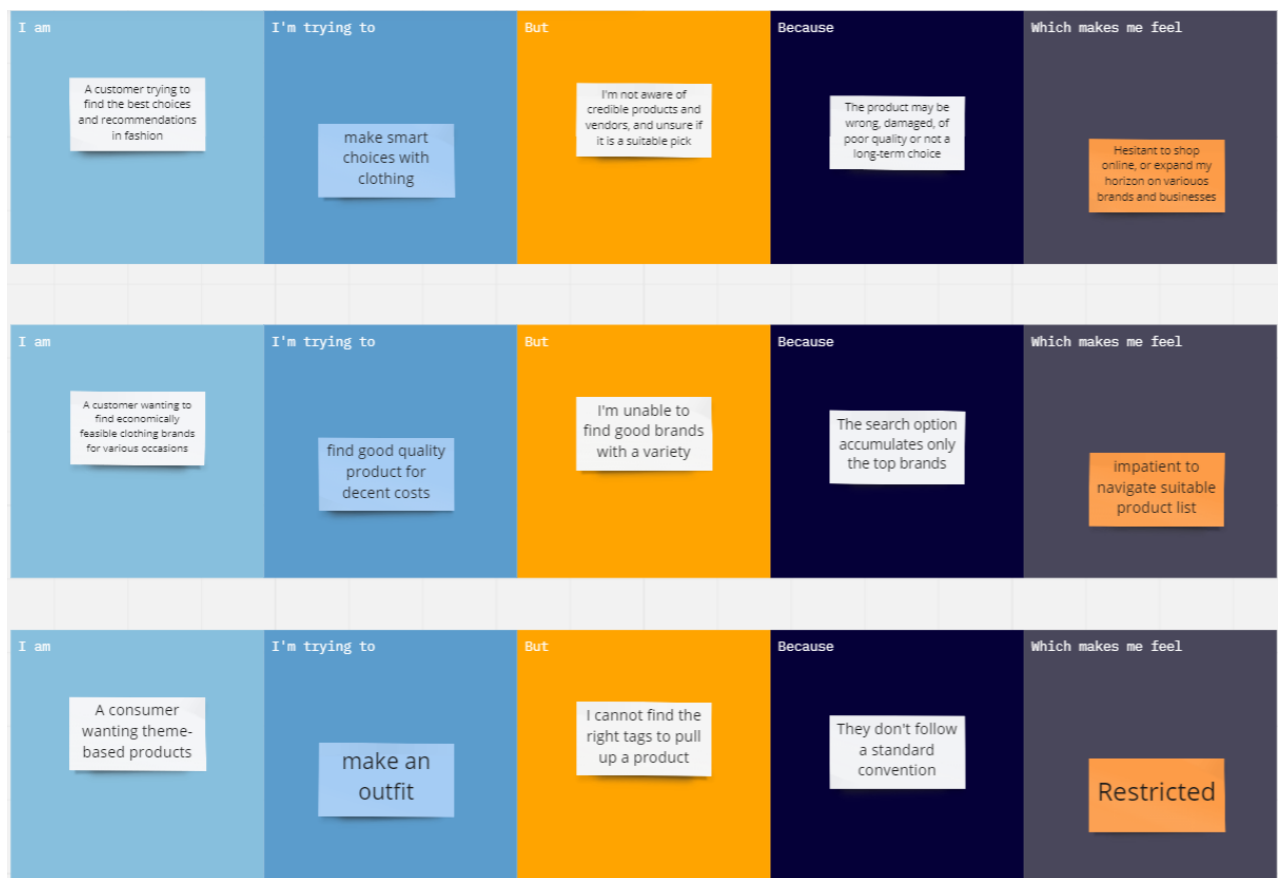 I am
I'm trying to
But
Because
Which makes me feel
A customer trying to
find the best choices
and recommendations
in fashion
make smart
choices with
clothing
I'm not aware of
credible products and
vendors, and unsure if
it is a suitable pick
The product may be
wrong, damaged, of
poor quality or not a
long-term choice
Hesitant to shop
online, or expand my
horizon on variouos
brands and businesses
I am
I'm trying to
But
Because
Which makes me feel
A customer wanting to
find economically
feasible clothing brands
for various occasions
find good quality
product for
decent costs
I'm unable to
find good brands
with a variety
The search option
accumulates only
the top brands
impatient to
navigate suitable
product list
I am
I'm trying to
But
Because
Which makes me feel
A consumer
wanting theme-
based products
make an
outfit
I cannot find the
right tags to pull
up a product
They don't follow
a standard
convention
Restricted